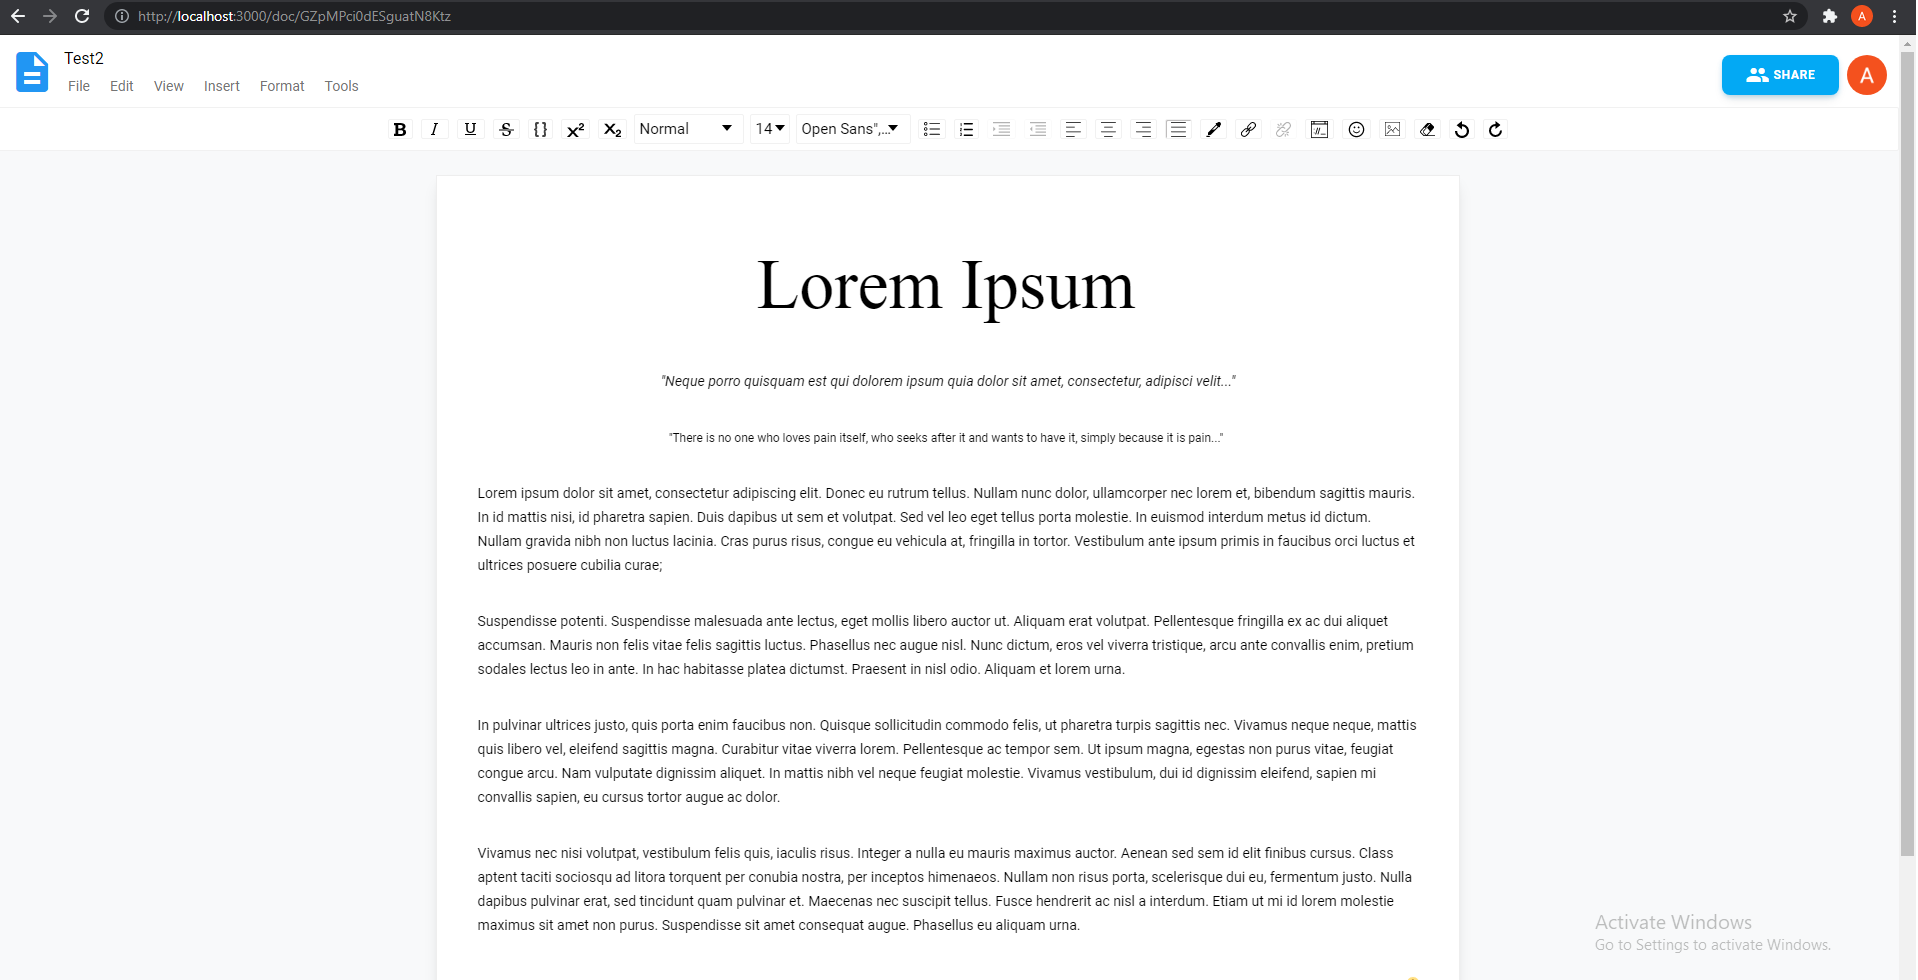 http://localhost:3000/doc/GZpMPci0dESguatN8Ktz
A
Test2
File Edit View Insert Format Tools
SHARE
A
B I U S {} X² X₂ Normal 14 Open Sans",...
Lorem Ipsum
"Neque porro quisquam est qui dolorem ipsum quia dolor sit amet, consectetur, adipisci velit..."
"There is no one who loves pain itself, who seeks after it and wants to have it, simply because it is pain..."
Lorem ipsum dolor sit amet, consectetur adipiscing elit. Donec eu rutrum tellus. Nullam nunc dolor, ullamcorper nec lorem et, bibendum sagittis mauris.
In id mattis nisi, id pharetra sapien. Duis dapibus ut sem et volutpat. Sed vel leo eget tellus porta molestie. In euismod interdum metus id dictum.
Nullam gravida nibh non luctus lacinia. Cras purus risus, congue eu vehicula at, fringilla in tortor. Vestibulum ante ipsum primis in faucibus orci luctus et
ultrices posuere cubilia curae;
Suspendisse potenti. Suspendisse malesuada ante lectus, eget mollis libero auctor ut. Aliquam erat volutpat. Pellentesque fringilla ex ac dui aliquet
accumsan. Mauris non felis vitae felis sagittis luctus. Phasellus nec augue nisl. Nunc dictum, eros vel viverra tristique, arcu ante convallis enim, pretium
sodales lectus leo in ante. In hac habitasse platea dictumst. Praesent in nisl odio. Aliquam et lorem urna.
In pulvinar ultrices justo, quis porta enim faucibus non. Quisque sollicitudin commodo felis, ut pharetra turpis sagittis nec. Vivamus neque neque, mattis
quis libero vel, eleifend sagittis magna. Curabitur vitae viverra lorem. Pellentesque ac tempor sem. Ut ipsum magna, egestas non purus vitae, feugiat
congue arcu. Nam vulputate dignissim aliquet. In mattis nibh vel neque feugiat molestie. Vivamus vestibulum, dui id dignissim eleifend, sapien mi
convallis sapien, eu cursus tortor augue ac dolor.
Vivamus nec nisi volutpat, vestibulum felis quis, iaculis risus. Integer a nulla eu mauris maximus auctor. Aenean sed sem id elit finibus cursus. Class
aptent taciti sociosqu ad litora torquent per conubia nostra, per inceptos himenaeos. Nullam non risus porta, scelerisque dui eu, fermentum justo. Nulla
dapibus pulvinar erat, sed tincidunt quam pulvinar et. Maecenas nec suscipit tellus. Fusce hendrerit ac nisl a interdum. Etiam ut mi id lorem molestie
maximus sit amet non purus. Suspendisse sit amet consequat augue. Phasellus eu aliquam urna.
Activate Windows
Go to Settings to activate Windows.